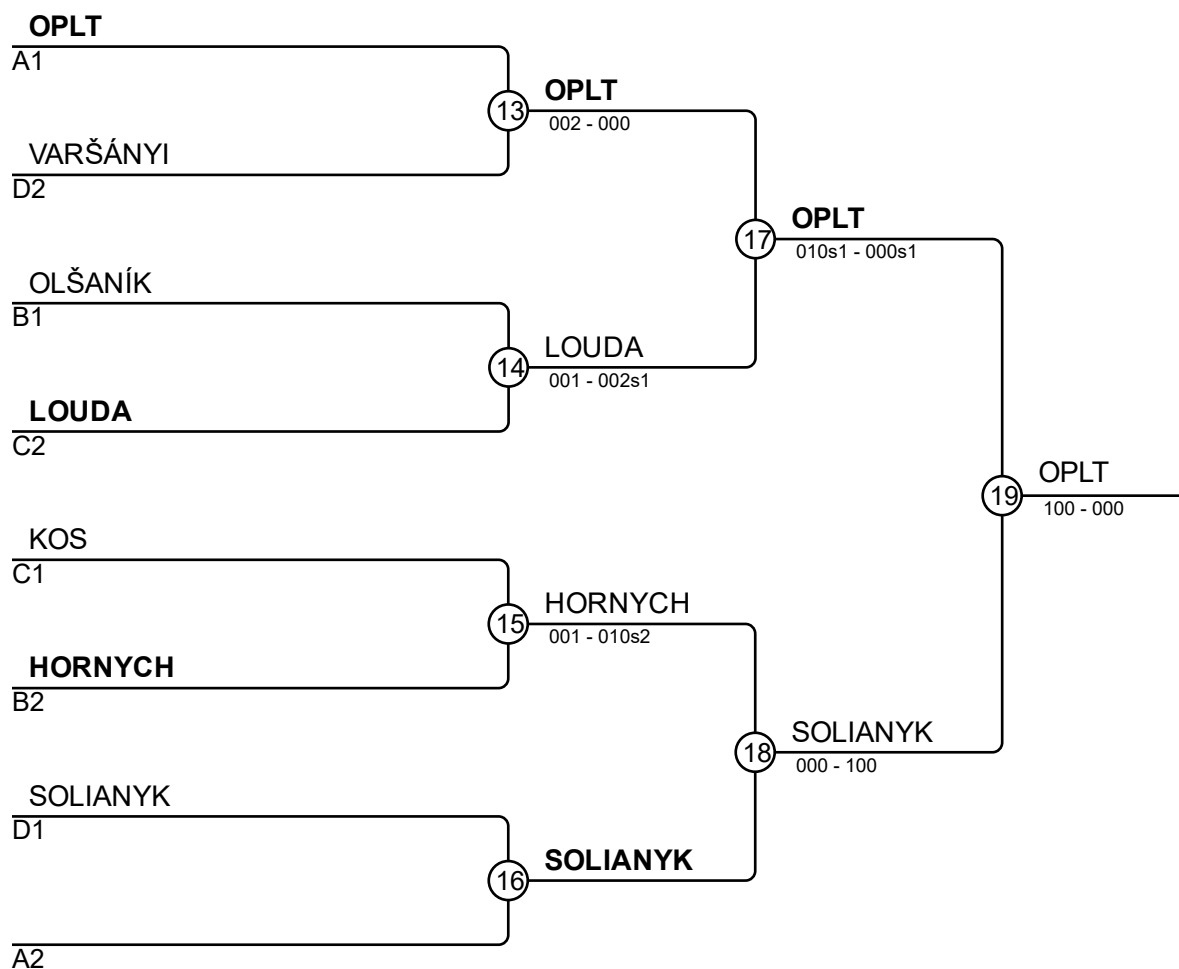 OPLT
A1
13
OPLT
002 - 000
VARŠÁNYI
D2
17
OPLT
010s1 - 000s1
OLŠANÍK
B1
14
LOUDA
001 - 002s1
LOUDA
C2
19
OPLT
100 - 000
KOS
C1
15
HORNYCH
001 - 010s2
HORNYCH
B2
18
SOLIANYK
000 - 100
SOLIANYK
D1
16
SOLIANYK
A2